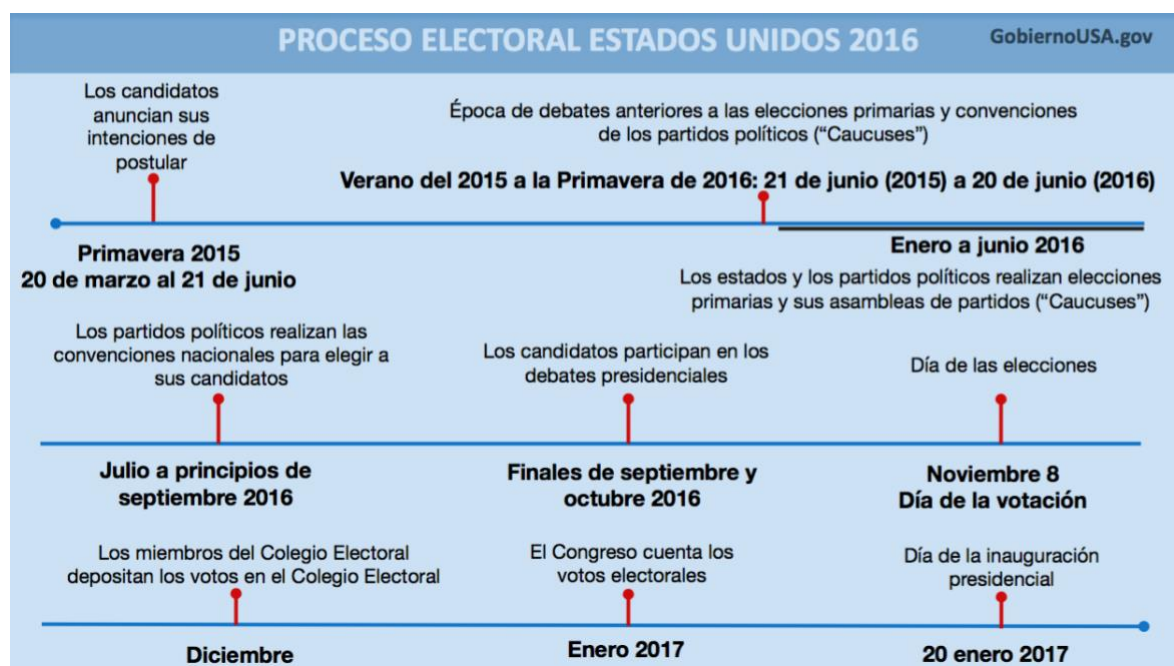 PROCESO ELECTORAL ESTADOS UNIDOS 2016
GobiernoUSA.gov
Los candidatos
anuncian sus
intenciones de
postular
Primavera 2015
20 de marzo al 21 de junio
Época de debates anteriores a las elecciones primarias y convenciones
de los partidos políticos (“Caucuses”)
Verano del 2015 a la Primavera de 2016: 21 de junio (2015) a 20 de junio (2016)
Enero a junio 2016
Los estados y los partidos políticos realizan elecciones
primarias y sus asambleas de partidos (“Caucuses”)
Los partidos políticos realizan las
convenciones nacionales para elegir a
sus candidatos
Julio a principios de
septiembre 2016
Los candidatos participan en los
debates presidenciales
Finales de septiembre y
octubre 2016
Día de las elecciones
Noviembre 8
Día de la votación
Los miembros del Colegio Electoral
depositan los votos en el Colegio Electoral
Diciembre
El Congreso cuenta los
votos electorales
Enero 2017
Día de la inauguración
presidencial
20 enero 2017